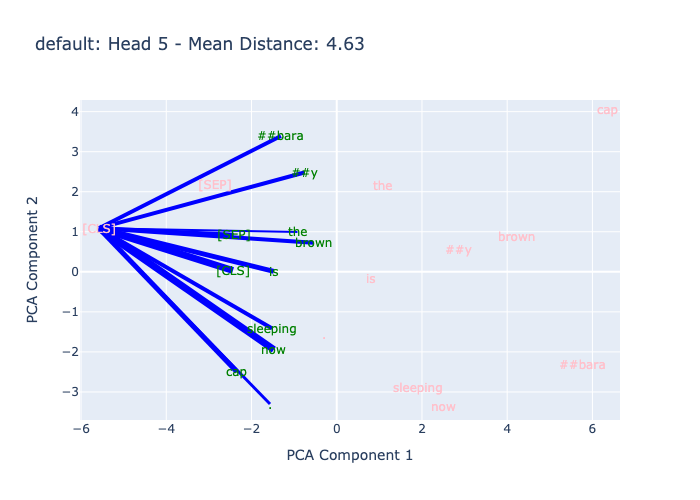 default: Head 5 - Mean Distance: 4.63
PCA Component 2
4
3
2
1
0
−1
−2
−3
cap
##bara
##y
[SEP]
the
[CLS]
[SEP]
the
brown
brown
##y
[CLS]
is
is
sleeping
.
now
cap
##bara
sleeping
.
now
−6
−4
−2
0
2
4
6
PCA Component 1